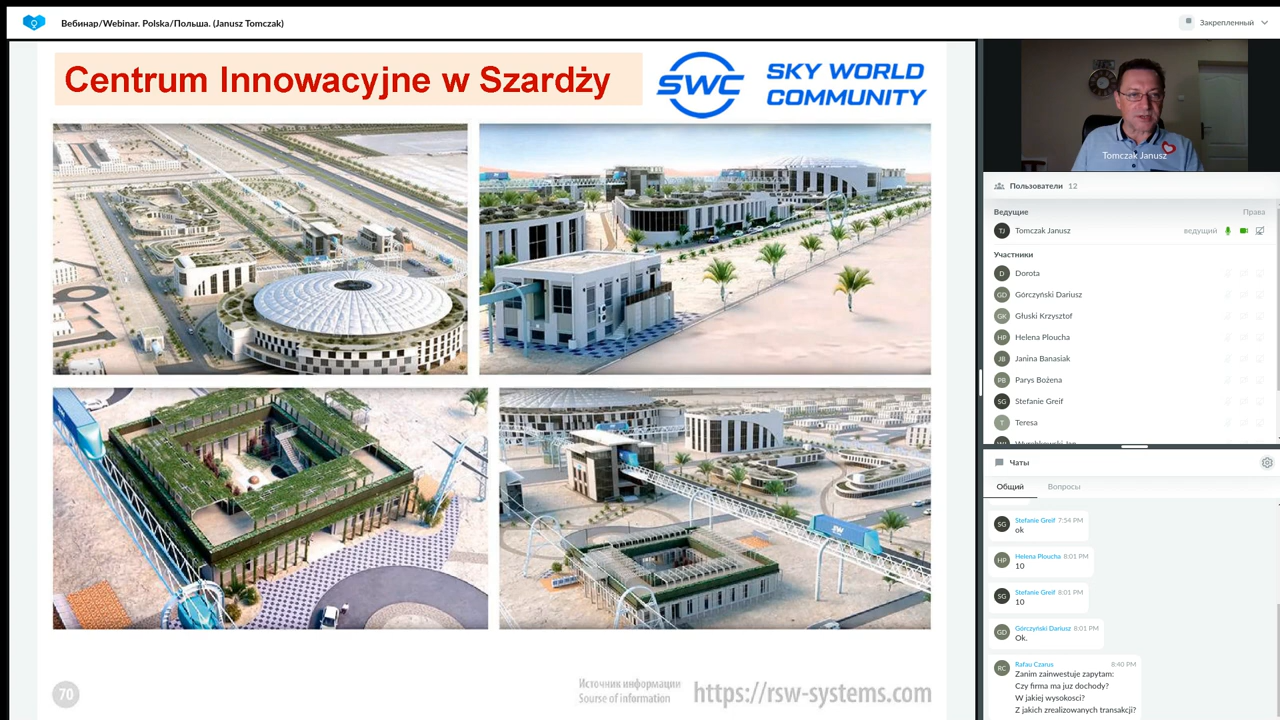 Вебинар/Webinar. Polska/Польша. (Janusz Tomczak)
Закрепленный
Centrum Innowacyjne w Szardży
SWC
SKY WORLD
COMMUNITY
70
Источник информации
Sourse of information
https://rsw-systems.com
Tomczak Janusz
Пользователи 12
Ведущие
Права
TJ
Tomczak Janusz
ведущий
Участники
D
Dorota
GD
Górczyński Dariusz
GK
Głuski Krzysztof
HP
Helena Ploucha
JB
Janina Banasiak
PB
Parys Bożena
SG
Stefanie Greif
T
Teresa
Чаты
Общий
Вопросы
SG
Stefanie Greif 7:54 PM
ok
HP
Helena Ploucha 8:01 PM
10
SG
Stefanie Greif 8:01 PM
10
GD
Górczyński Dariusz 8:01 PM
Ok.
RC
Rafau Czarus 8:40 PM
Zanim zainwestuje zapytam:
Czy firma ma juz dochody?
W jakiej wysokosci?
Z jakich zrealizowanych transakcji?